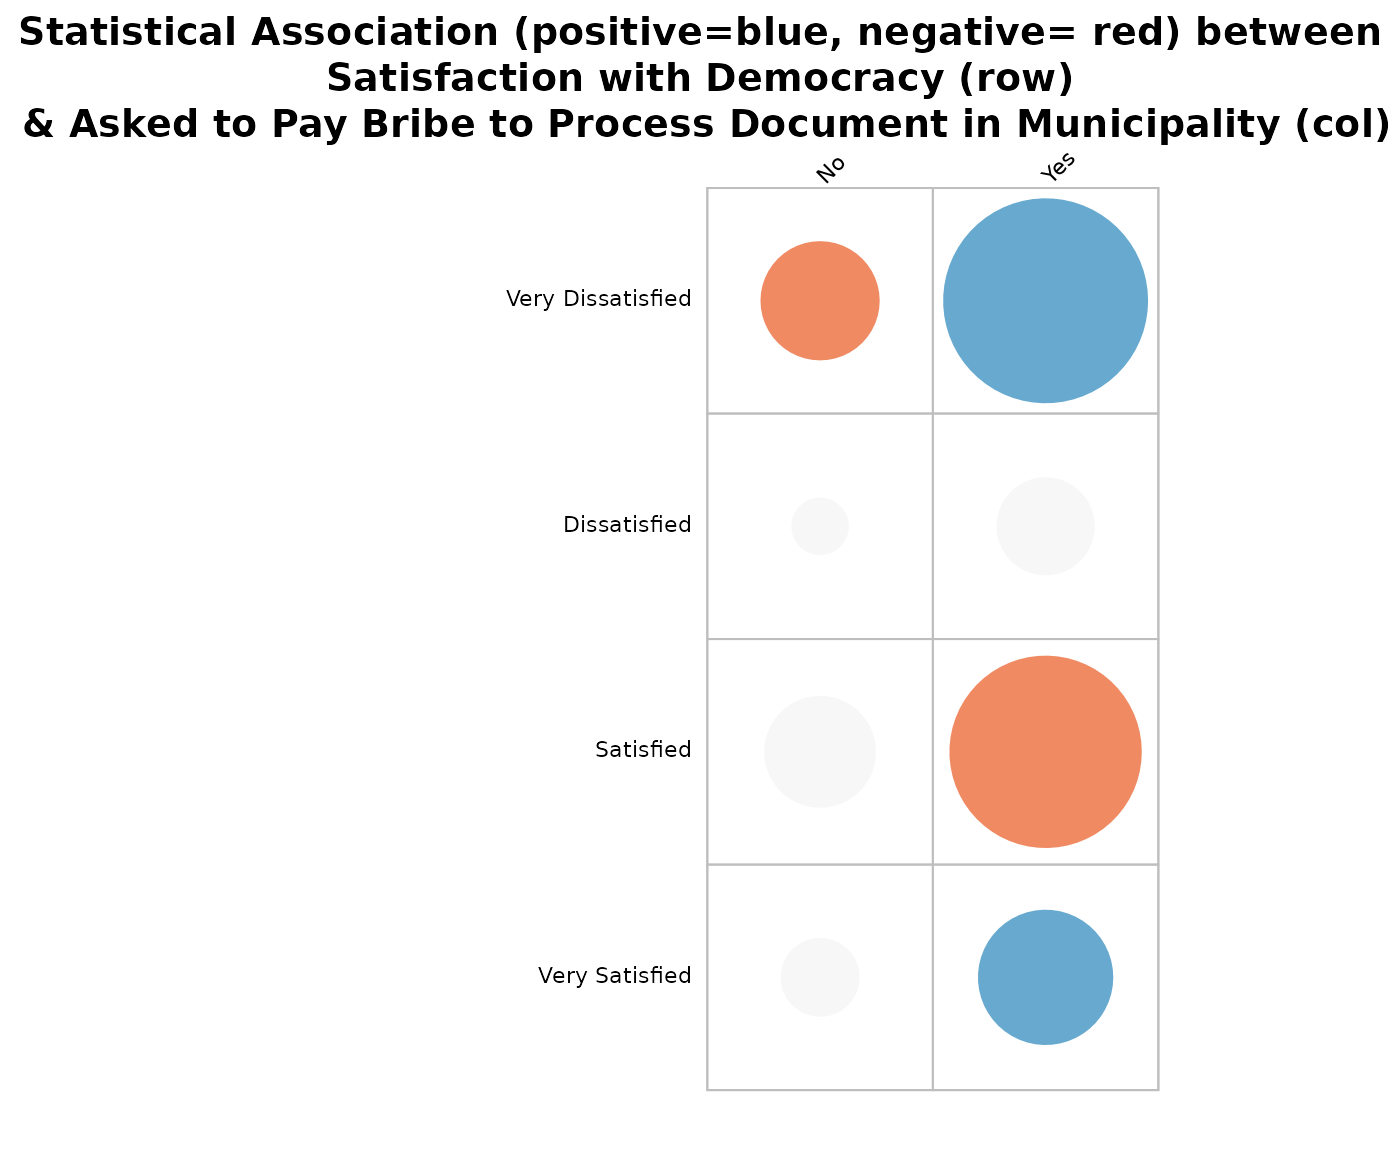 Statistical Association (positive=blue, negative= red) between
Satisfaction with Democracy (row)
& Asked to Pay Bribe to Process Document in Municipality (col)
No
Yes
Very Dissatisfied
Dissatisfied
Satisfied
Very Satisfied